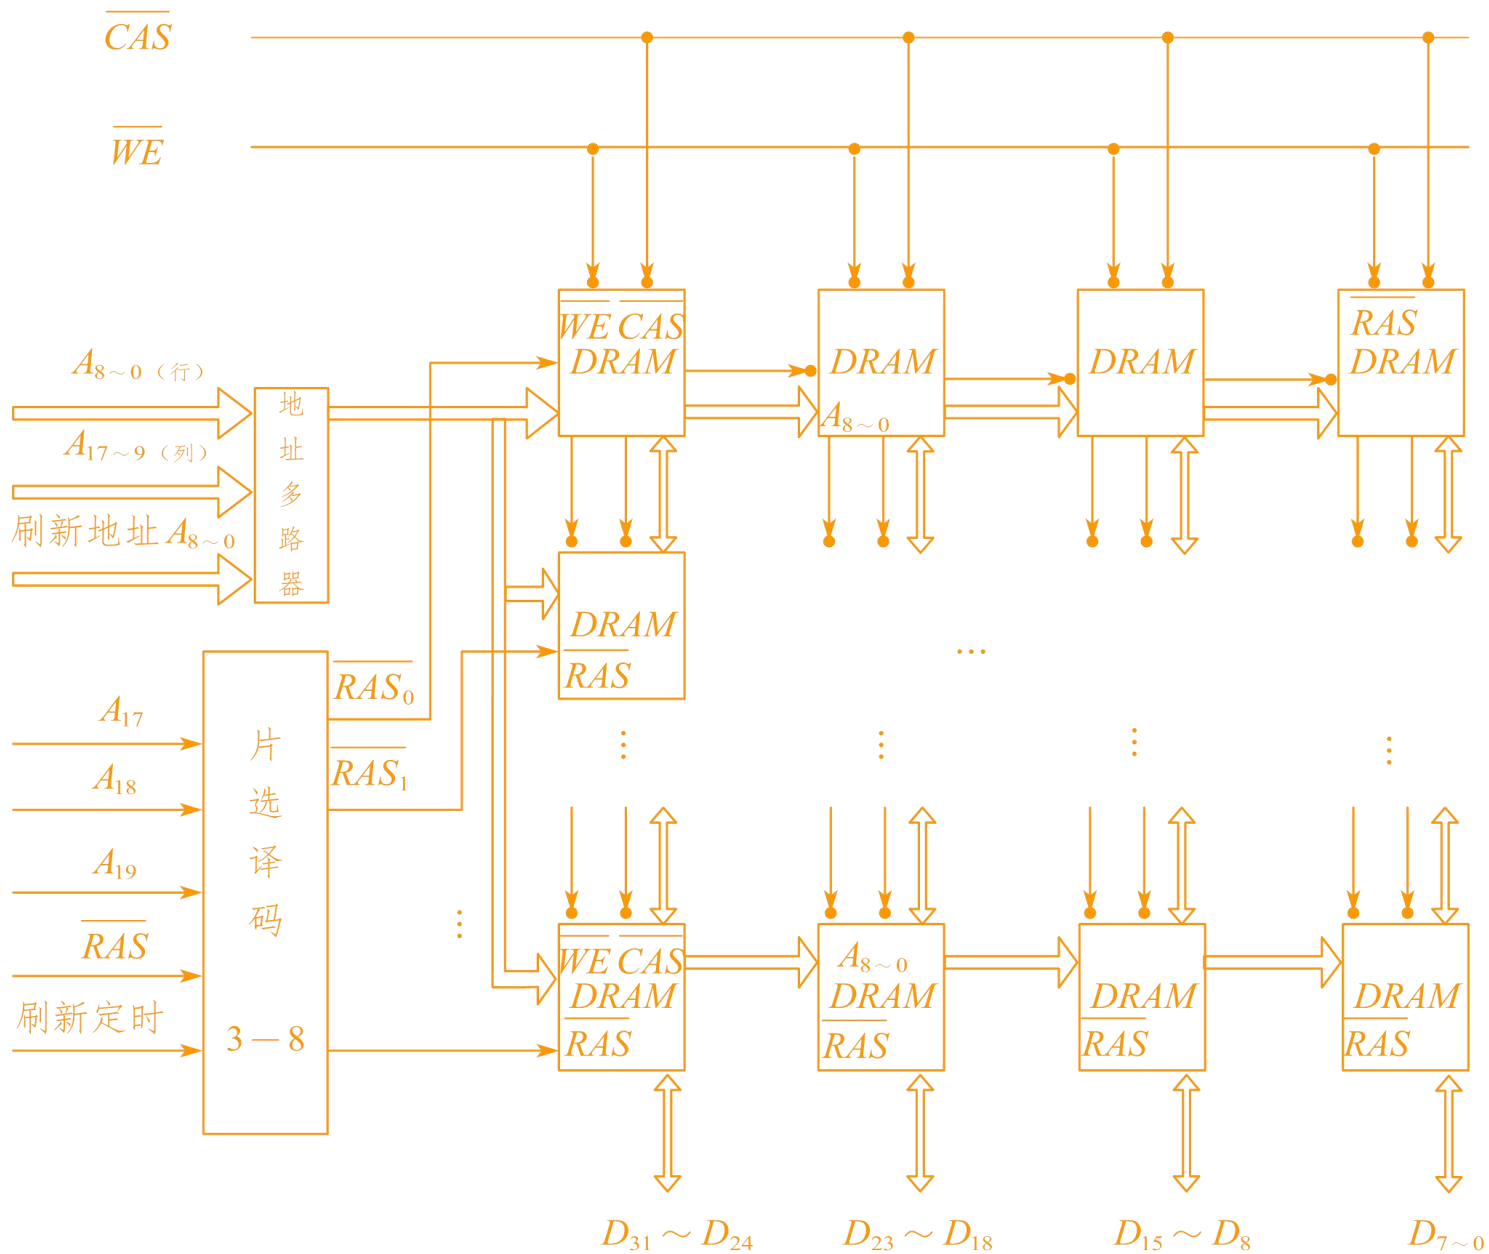 CAS
WE
WE CAS
DRAM
DRAM
A8~0
DRAM
RAS
DRAM
A8~0（行）
A17~9（列）
刷新地址A8~0
地址多路器
DRAM
RAS
RAS0
RAS1
A17
A18
A19
RAS
刷新定时
片选译码
3—8
…
WE CAS
DRAM
RAS
A8~0
DRAM
RAS
DRAM
RAS
DRAM
RAS
D31～D24
D23～D18
D15～D8
D7~0